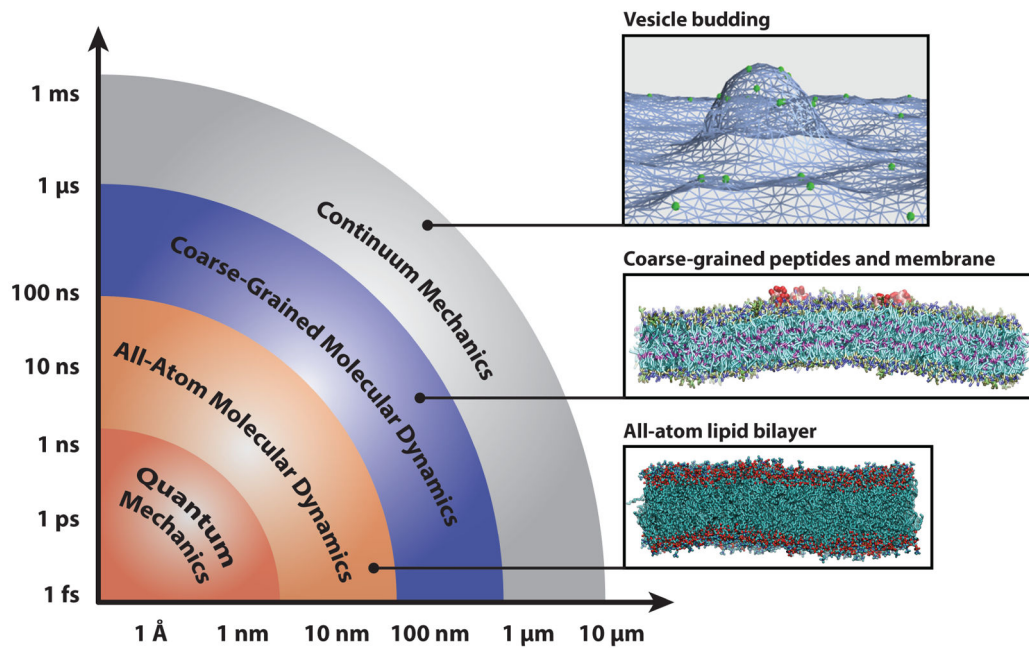 Vesicle budding
1 ms
1 μs
100 ns
10 ns
1 ns
1 ps
1 fs
Continuum Mechanics
Coarse-Grained Molecular Dynamics
All-Atom Molecular Dynamics
Quantum
Mechanics
Coarse-grained peptides and membrane
All-atom lipid bilayer
1 Å 1 nm 10 nm 100 nm 1 μm 10 μm